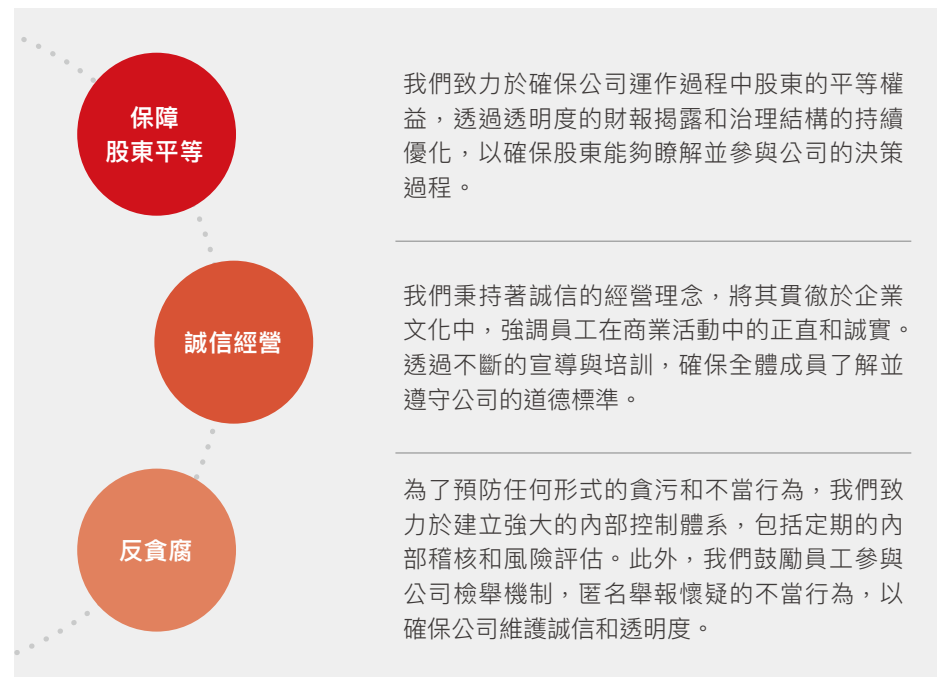 保障
股東平等
我們致力於確保公司運作過程中股東的平等權
益，透過透明度的財報揭露和治理結構的持續
優化，以確保股東能夠瞭解並參與公司的決策
過程。
誠信經營
我們秉持著誠信的經營理念，將其貫徹於企業
文化中，強調員工在商業活動中的正直和誠實。
透過不斷的宣導與培訓，確保全體成員了解並
遵守公司的道德標準。
反貪腐
為了預防任何形式的貪污和不當行為，我們致
力於建立強大的內部控制體系，包括定期的內
部稽核和風險評估。此外，我們鼓勵員工參與
公司檢舉機制，匿名舉報懷疑的不當行為，以
確保公司維護誠信和透明度。